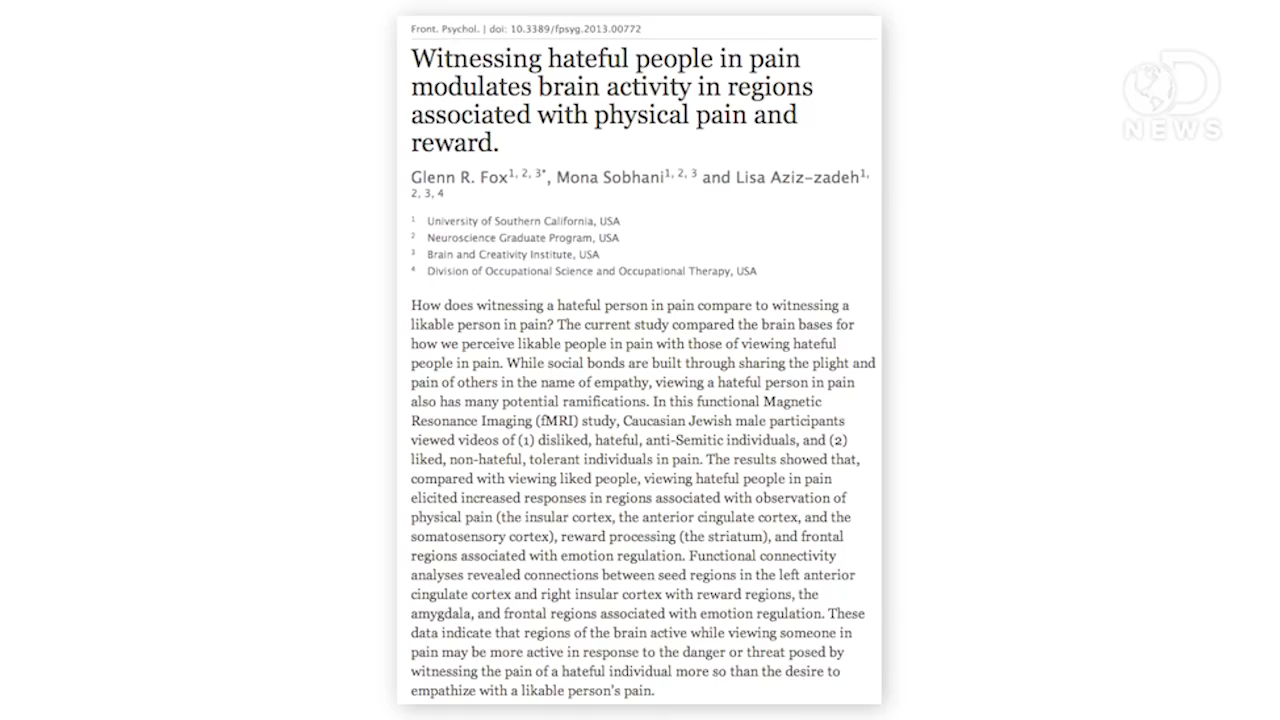 Front. Psychol. | doi: 10.3389/fpsyg.2013.00772
Witnessing hateful people in pain
modulates brain activity in regions
associated with physical pain and
reward.
Glenn R. Fox1, 2, 3*, Mona Sobhani1, 2, 3 and Lisa Aziz-zadeh1,
2, 3, 4
1 University of Southern California, USA
2 Neuroscience Graduate Program, USA
3 Brain and Creativity Institute, USA
4 Division of Occupational Science and Occupational Therapy, USA
How does witnessing a hateful person in pain compare to witnessing a
likable person in pain? The current study compared the brain bases for
how we perceive likable people in pain with those of viewing hateful
people in pain. While social bonds are built through sharing the plight and
pain of others in the name of empathy, viewing a hateful person in pain
also has many potential ramifications. In this functional Magnetic
Resonance Imaging (fMRI) study, Caucasian Jewish male participants
viewed videos of (1) disliked, hateful, anti-Semitic individuals, and (2)
liked, non-hateful, tolerant individuals in pain. The results showed that,
compared with viewing liked people, viewing hateful people in pain
elicited increased responses in regions associated with observation of
physical pain (the insular cortex, the anterior cingulate cortex, and the
somatosensory cortex), reward processing (the striatum), and frontal
regions associated with emotion regulation. Functional connectivity
analyses revealed connections between seed regions in the left anterior
cingulate cortex and right insular cortex with reward regions, the
amygdala, and frontal regions associated with emotion regulation. These
data indicate that regions of the brain active while viewing someone in
pain may be more active in response to the danger or threat posed by
witnessing the pain of a hateful individual more so than the desire to
empathize with a likable person's pain.
D
NEWS